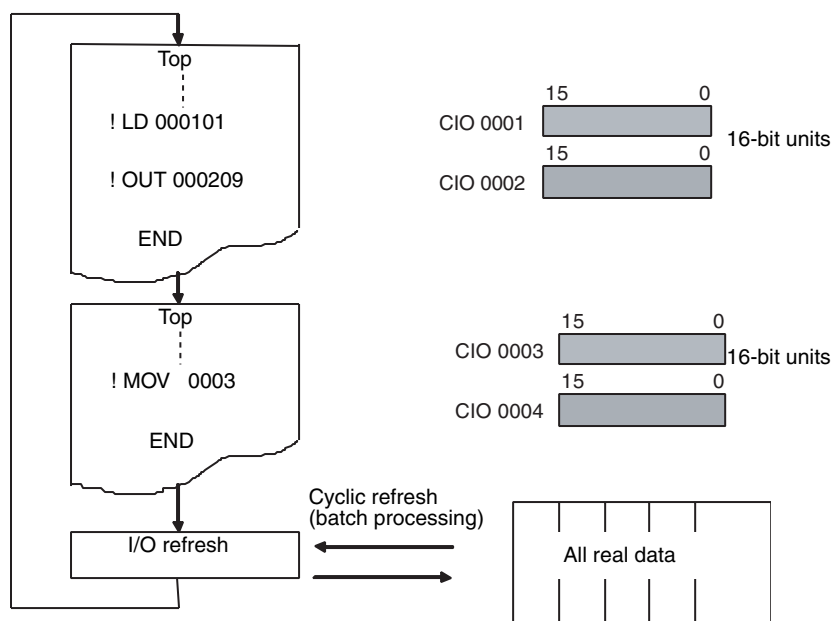 Top
! LD 000101
! OUT 000209
END
15 0
CIO 0001
16-bit units
15 0
CIO 0002
Top
! MOV 0003
END
15 0
CIO 0003
16-bit units
15 0
CIO 0004
Cyclic refresh
(batch processing)
I/O refresh
All real data